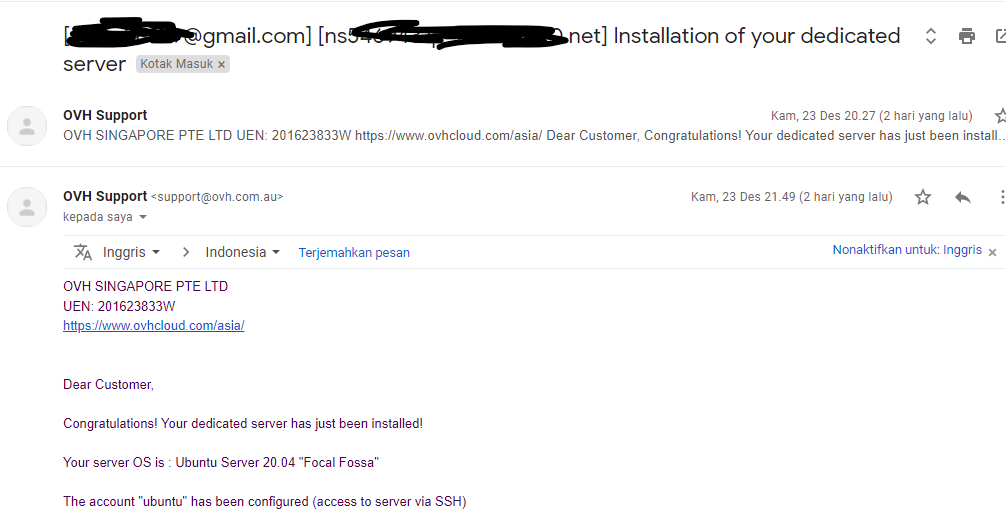 @gmail.com] [ .net] Installation of your dedicated
server Kotak Masuk ×
OVH Support Kam, 23 Des 20.27 (2 hari yang lalu)
OVH SINGAPORE PTE LTD UEN: 201623833W https://www.ovhcloud.com/asia/ Dear Customer, Congratulations! Your dedicated server has just been install...
OVH Support <support@ovh.com.au> Kam, 23 Des 21.49 (2 hari yang lalu)
kepada saya
Inggris > Indonesia Terjemahkan pesan Nonaktifkan untuk: Inggris ×
OVH SINGAPORE PTE LTD
UEN: 201623833W
https://www.ovhcloud.com/asia/
Dear Customer,
Congratulations! Your dedicated server has just been installed!
Your server OS is : Ubuntu Server 20.04 "Focal Fossa"
The account "ubuntu" has been configured (access to server via SSH)